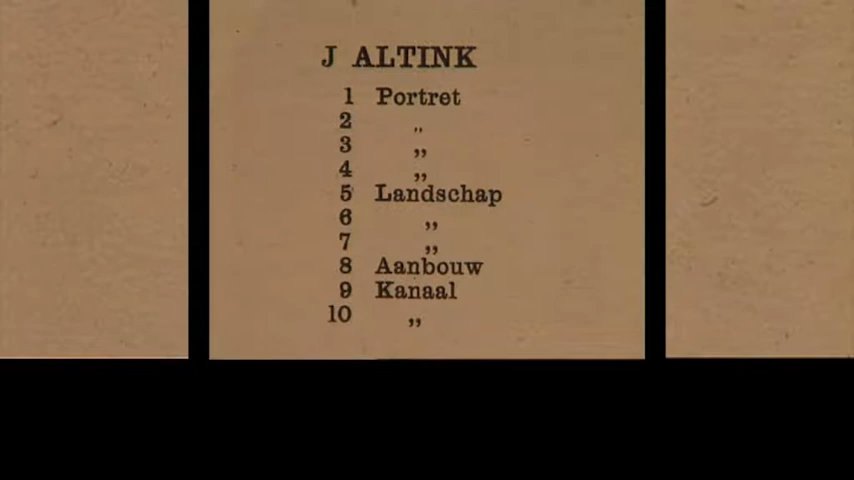 J ALTINK
1 Portret
2 „
3 „
4 „
5 Landschap
6 „
7 „
8 Aanbouw
9 Kanaal
10 „